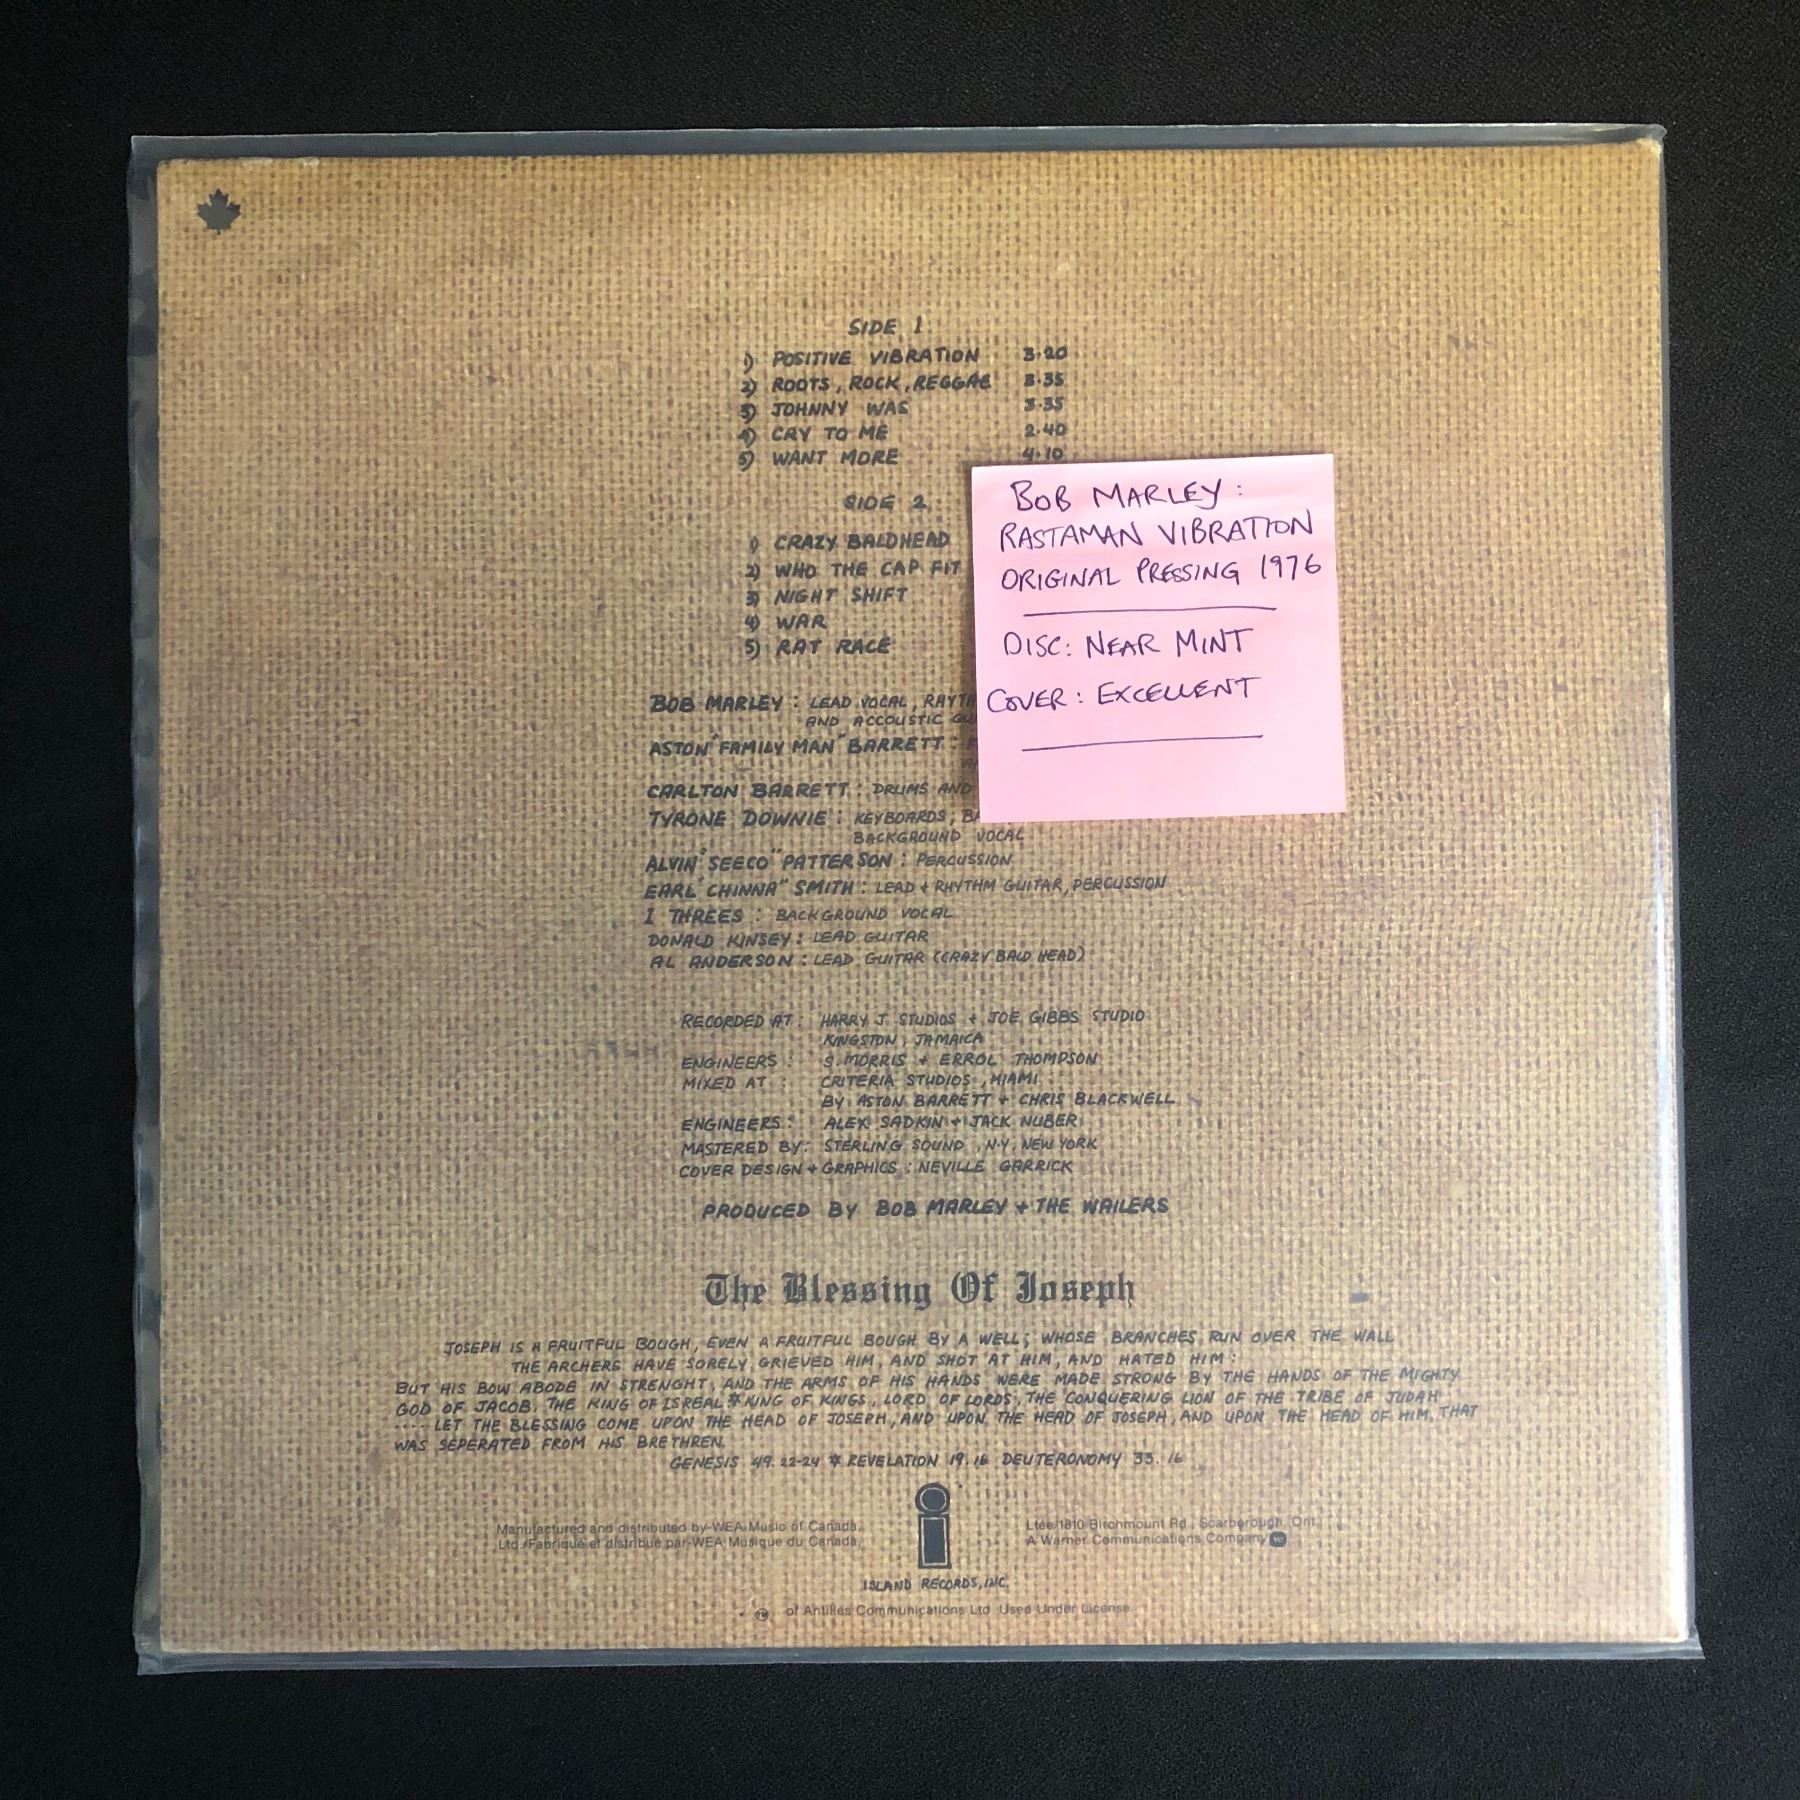 SIDE 1
1) POSITIVE VIBRATION 3·20
2) ROOTS, ROCK, REGGAE 3·35
3) JOHNNY WAS 3·35
4) CRY TO ME 2·40
5) WANT MORE 4·10
SIDE 2
1) CRAZY BALDHEAD
2) WHO THE CAP FIT
3) NIGHT SHIFT
4) WAR
5) RAT RACE
BOB MARLEY:
RASTAMAN VIBRATION
ORIGINAL PRESSING 1976
DISC: NEAR MINT
COVER: EXCELLENT
BOB MARLEY: LEAD VOCAL,
AND ACCOUSTIC
ASTON "FAMILY MAN" BARRETT:
CARLTON BARRETT: DRUMS AND
TYRONE DOWNIE: KEYBOARDS,
BACKGROUND VOCAL
ALVIN "SEECO" PATTERSON: PERCUSSION
EARL "CHINNA" SMITH: LEAD + RHYTHM GUITAR, PERCUSSION
I THREES: BACKGROUND VOCAL
DONALD KINSEY: LEAD GUITAR
AL ANDERSON: LEAD GUITAR (CRAZY BALD HEAD)
RECORDED AT: HARRY J STUDIOS + JOE GIBBS STUDIO
KINGSTON, JAMAICA
ENGINEERS: S. MORRIS + ERROL THOMPSON
MIXED AT: CRITERIA STUDIOS, MIAMI
BY ASTON BARRETT + CHRIS BLACKWELL
ENGINEERS: ALEX SADKIN + JACK NUBER
MASTERED BY: STERLING SOUND, N·Y, NEW YORK
COVER DESIGN + GRAPHICS: NEVILLE GARRICK
PRODUCED BY BOB MARLEY + THE WAILERS
The Blessing Of Joseph
JOSEPH IS A FRUITFUL BOUGH, EVEN A FRUITFUL BOUGH BY A WELL; WHOSE BRANCHES RUN OVER THE WALL
THE ARCHERS HAVE SORELY GRIEVED HIM, AND SHOT AT HIM, AND HATED HIM:
BUT HIS BOW ABODE IN STRENGHT, AND THE ARMS OF HIS HANDS WERE MADE STRONG BY THE HANDS OF THE MIGHTY
GOD OF JACOB, THE KING OF ISREAL * KING OF KINGS, LORD OF LORDS, THE CONQUERING LION OF THE TRIBE OF JUDAH
.... LET THE BLESSING COME UPON THE HEAD OF JOSEPH, AND UPON THE HEAD OF JOSEPH, AND UPON THE HEAD OF HIM, THAT
WAS SEPERATED FROM HIS BRETHREN.
GENESIS 49. 22-24 * REVELATION 19. 16 DEUTERONOMY 33. 16
Manufactured and distributed by WEA Music of Canada,
Ltd./Fabriqué et distribué par WEA Musique du Canada,
Ltée/1810 Birchmount Rd., Scarborough, Ont.
A Warner Communications Company
ISLAND RECORDS, INC.
TM of Antilles Communications Ltd. Used Under License